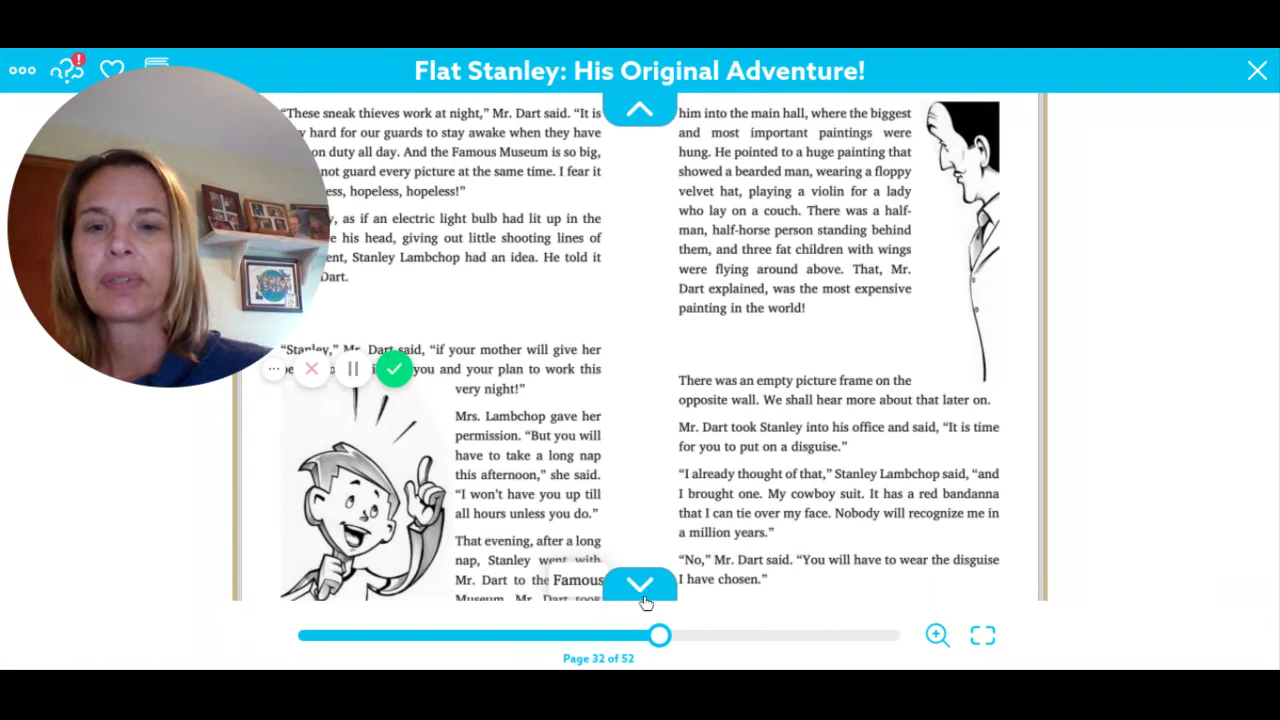 Flat Stanley: His Original Adventure!
“These sneak thieves work at night,” Mr. Dart said. “It is
hard for our guards to stay awake when they have
on duty all day. And the Famous Museum is so big,
not guard every picture at the same time. I fear it
hopeless, hopeless!”
as if an electric light bulb had lit up in the
his head, giving out little shooting lines of
Stanley Lambchop had an idea. He told it
Dart.
“Stanley,” Mr. Dart said, “if your mother will give her
you and your plan to work this
very night!”
Mrs. Lambchop gave her
permission. “But you will
have to take a long nap
this afternoon,” she said.
“I won’t have you up till
all hours unless you do.”
That evening, after a long
nap, Stanley went with
Mr. Dart to the Famous
Museum. Mr. Dart took
him into the main hall, where the biggest
and most important paintings were
hung. He pointed to a huge painting that
showed a bearded man, wearing a floppy
velvet hat, playing a violin for a lady
who lay on a couch. There was a half-
man, half-horse person standing behind
them, and three fat children with wings
were flying around above. That, Mr.
Dart explained, was the most expensive
painting in the world!
There was an empty picture frame on the
opposite wall. We shall hear more about that later on.
Mr. Dart took Stanley into his office and said, “It is time
for you to put on a disguise.”
“I already thought of that,” Stanley Lambchop said, “and
I brought one. My cowboy suit. It has a red bandanna
that I can tie over my face. Nobody will recognize me in
a million years.”
“No,” Mr. Dart said. “You will have to wear the disguise
I have chosen.”
Page 32 of 52